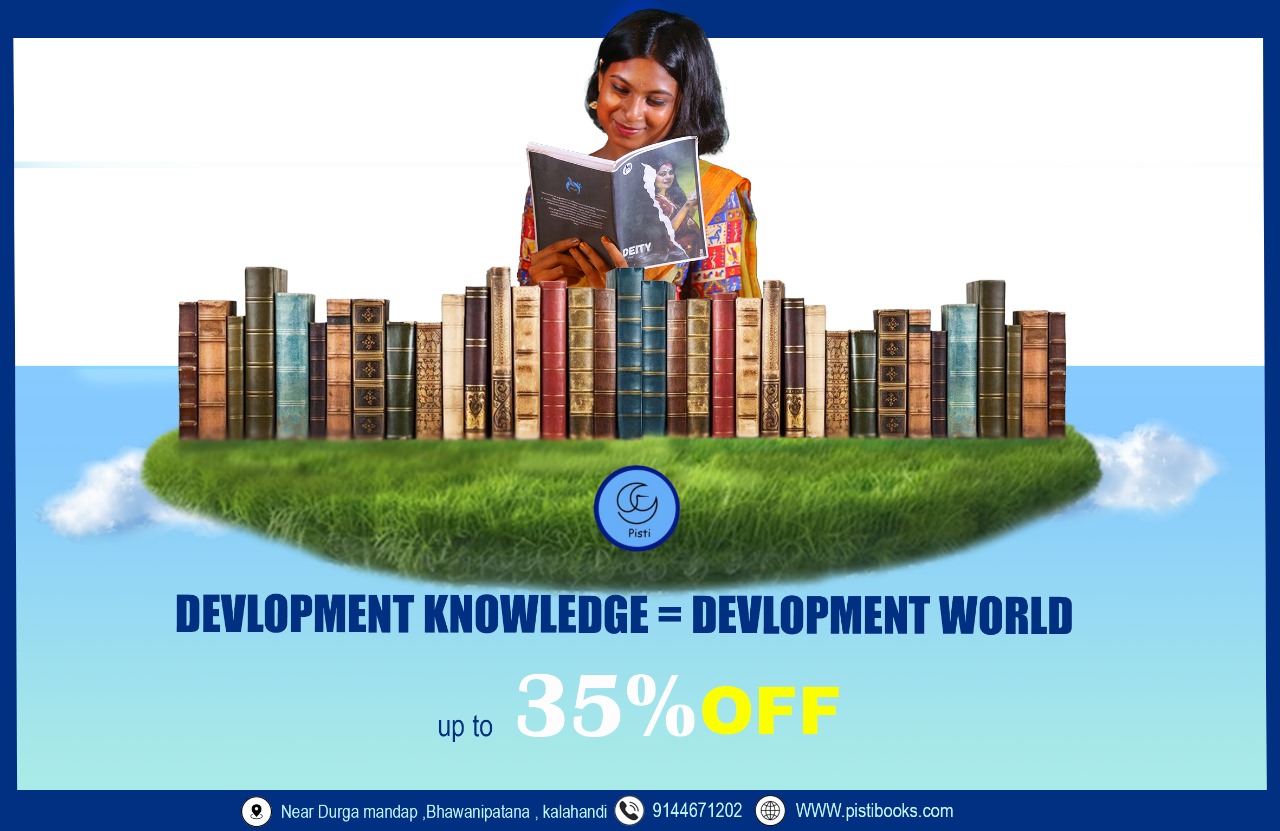 DEITY
Pisti
DEVLOPMENT KNOWLEDGE = DEVLOPMENT WORLD
up to 35% OFF
Near Durga mandap ,Bhawanipatana , kalahandi 9144671202 WWW.pistibooks.com